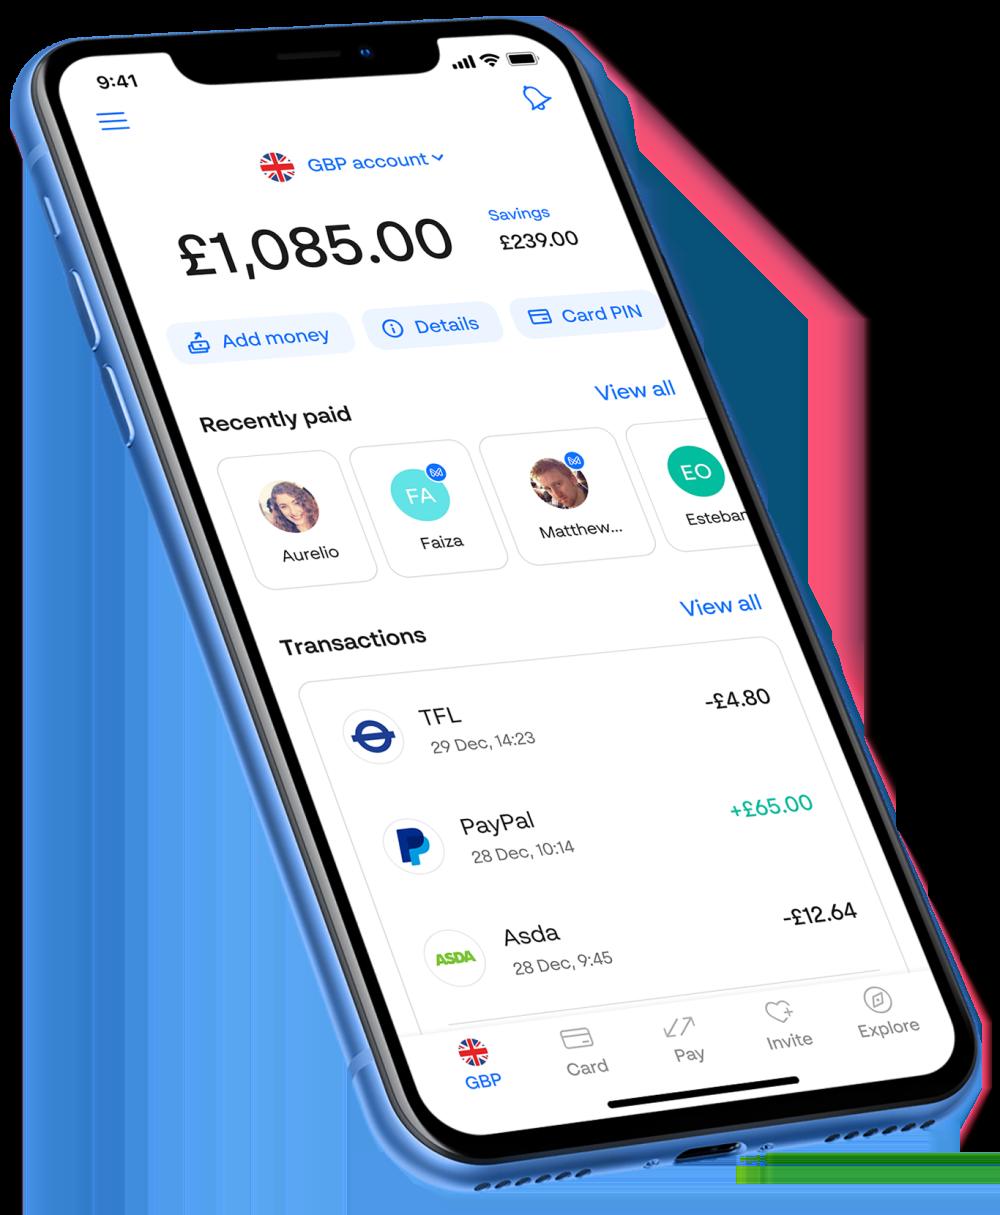 9:41
GBP account
£1,085.00
Savings
£239.00
Add money
Details
Card PIN
Recently paid
View all
Aurelio
FA
Faiza
Matthew...
EO
Esteban
Transactions
View all
TFL
-£4.80
29 Dec, 14:23
PayPal
+£65.00
28 Dec, 10:14
Asda
-£12.64
ASDA
28 Dec, 9:45
GBP
Card
Pay
Invite
Explore